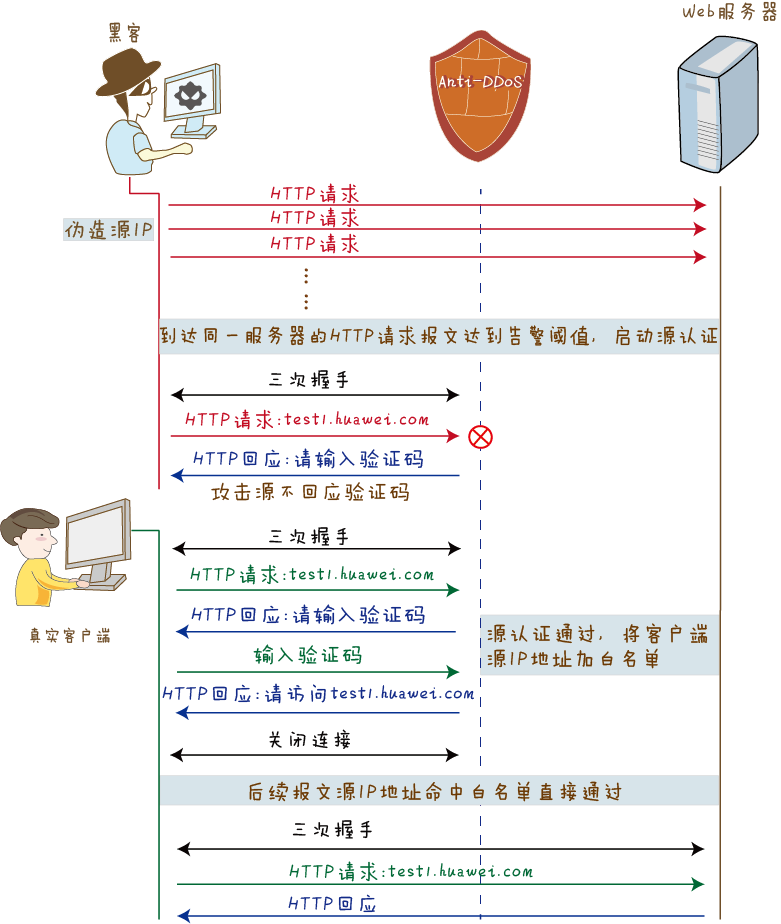 Web服务器
黑客
Anti-DDoS
HTTP请求
HTTP请求
伪造源IP
HTTP请求
到达同一服务器的HTTP请求报文达到告警阈值，启动源认证
三次握手
HTTP请求:test1.huawei.com
HTTP回应:请输入验证码
攻击源不回应验证码
三次握手
HTTP请求:test1.huawei.com
HTTP回应:请输入验证码
真实客户端
源认证通过，将客户端
源IP地址加白名单
输入验证码
HTTP回应:请访问test1.huawei.com
关闭连接
后续报文源IP地址命中白名单直接通过
三次握手
HTTP请求:test1.huawei.com
HTTP回应